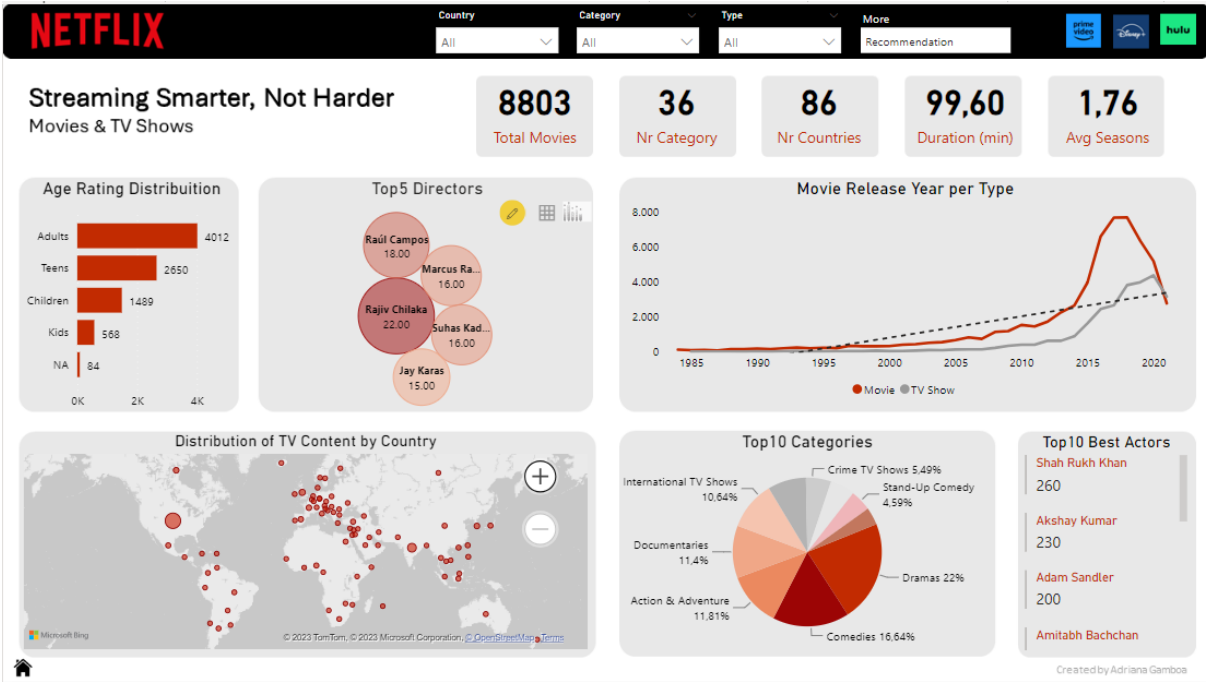 NETFLIX
Country
Category
Type
More
All
All
All
Recommendation
prime
video
Disney+
hulu
Streaming Smarter, Not Harder
Movies & TV Shows
8803
Total Movies
36
Nr Category
86
Nr Countries
99,60
Duration (min)
1,76
Avg Seasons
Age Rating Distribuition
Adults
4012
Teens
2650
Children
1489
Kids
568
NA
84
0K
2K
4K
Top5 Directors
Raúl Campos
18.00
Marcus Ra...
16.00
Rajiv Chilaka
22.00
Suhas Kad...
16.00
Jay Karas
15.00
Movie Release Year per Type
8.000
6.000
4.000
2.000
0
1985
1990
1995
2000
2005
2010
2015
2020
Movie
TV Show
Distribution of TV Content by Country
Microsoft Bing
© 2023 TomTom, © 2023 Microsoft Corporation, © OpenStreetMap Terms
Top10 Categories
Crime TV Shows 5,49%
Stand-Up Comedy
4,59%
International TV Shows
10,64%
Documentaries
11,4%
Action & Adventure
11,81%
Dramas 22%
Comedies 16,64%
Top10 Best Actors
Shah Rukh Khan
260
Akshay Kumar
230
Adam Sandler
200
Amitabh Bachchan
Created by Adriana Gamboa